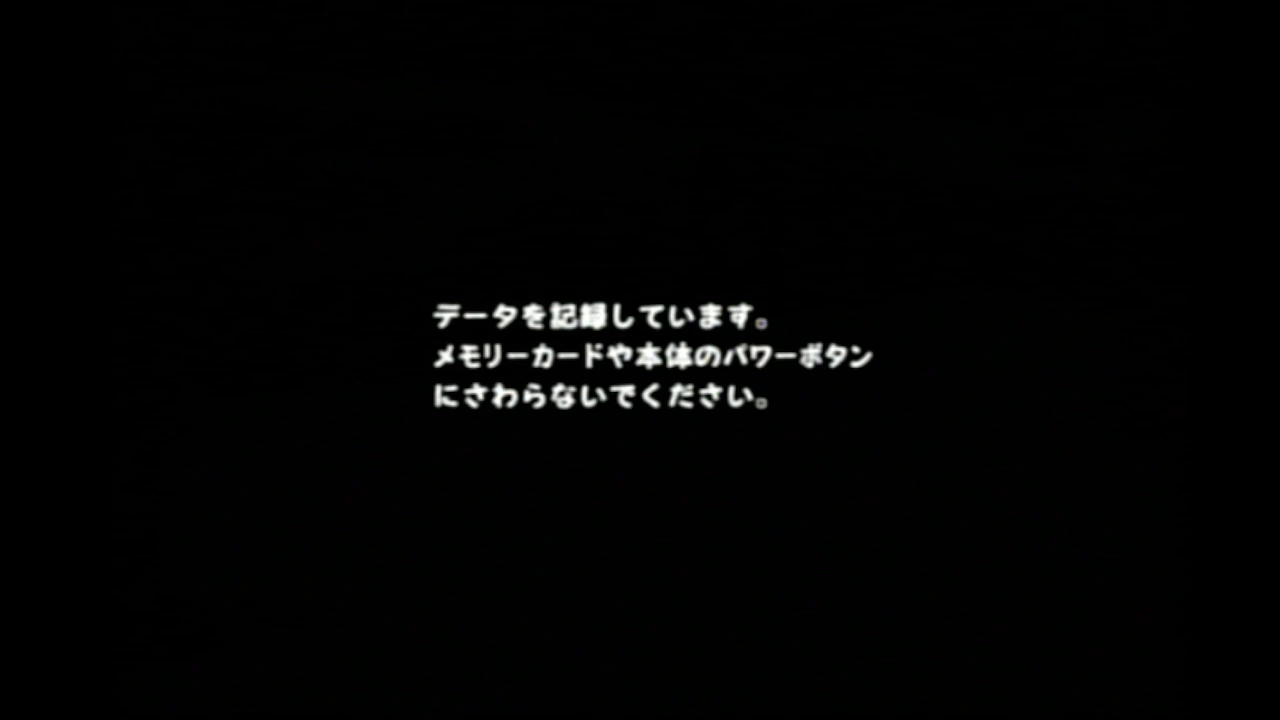 データを記録しています。
メモリーカードや本体のパワーボタン
にさわらないでください。